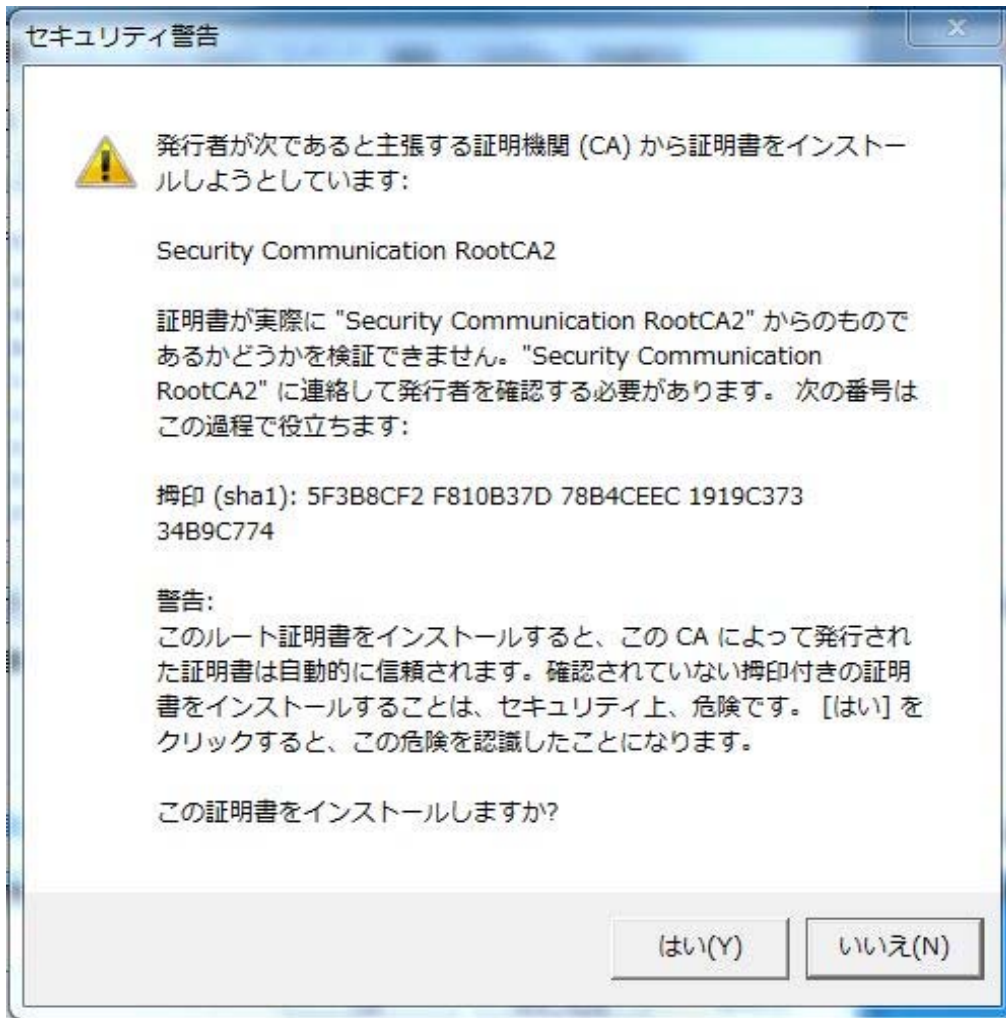 セキュリティ警告
発行者が次であると主張する証明機関 (CA) から証明書をインストー
ルしようとしています:
Security Communication RootCA2
証明書が実際に "Security Communication RootCA2" からのもので
あるかどうかを検証できません。"Security Communication
RootCA2" に連絡して発行者を確認する必要があります。 次の番号は
この過程で役立ちます:
拇印 (sha1): 5F3B8CF2 F810B37D 78B4CEEC 1919C373
34B9C774
警告:
このルート証明書をインストールすると、この CA によって発行され
た証明書は自動的に信頼されます。確認されていない拇印付きの証明
書をインストールすることは、セキュリティ上、危険です。 [はい] を
クリックすると、この危険を認識したことになります。
この証明書をインストールしますか?
はい(Y)
いいえ(N)